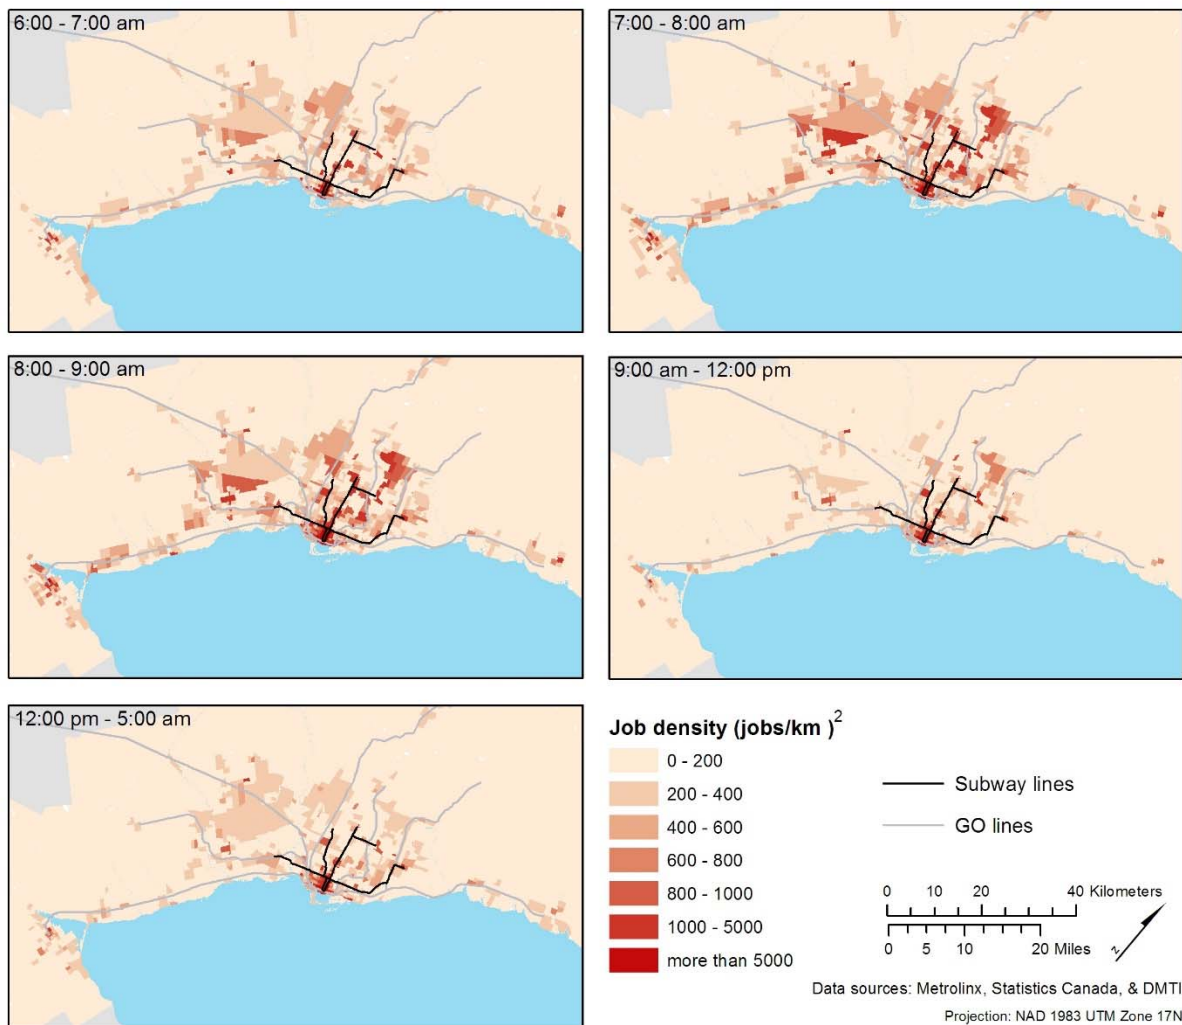 6:00 - 7:00 am
7:00 - 8:00 am
8:00 - 9:00 am
9:00 am - 12:00 pm
12:00 pm - 5:00 am
Job density (jobs/km )2
0 - 200
200 - 400
400 - 600
600 - 800
800 - 1000
1000 - 5000
more than 5000
Subway lines
GO lines
0 10 20 40 Kilometers
0 5 10 20 Miles
z
Data sources: Metrolinx, Statistics Canada, & DMTI
Projection: NAD 1983 UTM Zone 17N